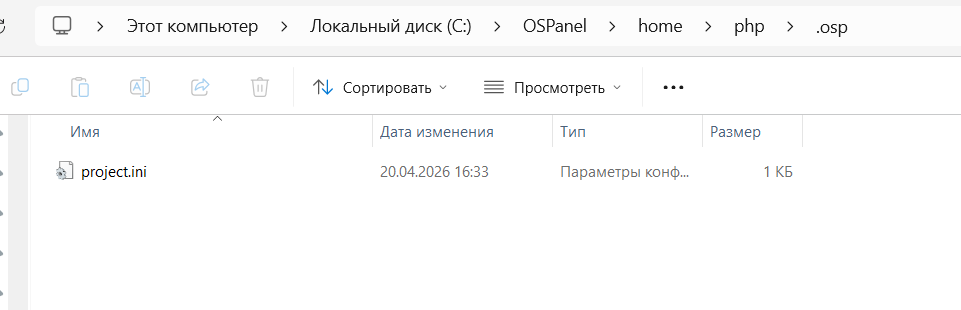 Этот компьютер > Локальный диск (C:) > OSPanel > home > php > .osp
Сортировать Просмотреть
Имя Дата изменения Тип Размер
project.ini 20.04.2026 16:33 Параметры конф... 1 КБ